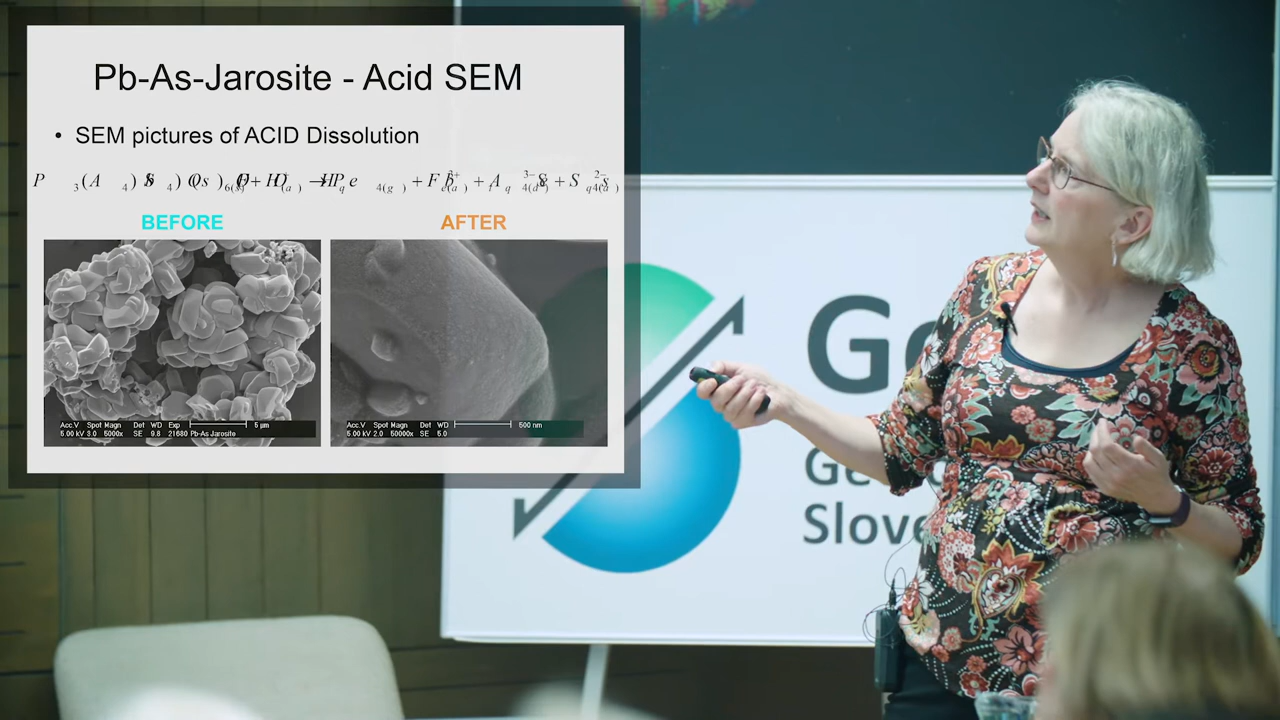 Pb-As-Jarosite - Acid SEM
• SEM pictures of ACID Dissolution
BEFORE
AFTER
Acc.V Spot Magn Det WD Exp 5 µm
5.00 kV 3.0 5000x SE 9.8 21680 Pb-As Jarosite
Acc.V Spot Magn Det WD 500 nm
5.00 kV 2.0 50000x SE 5.0
Ge
Ge
Slove